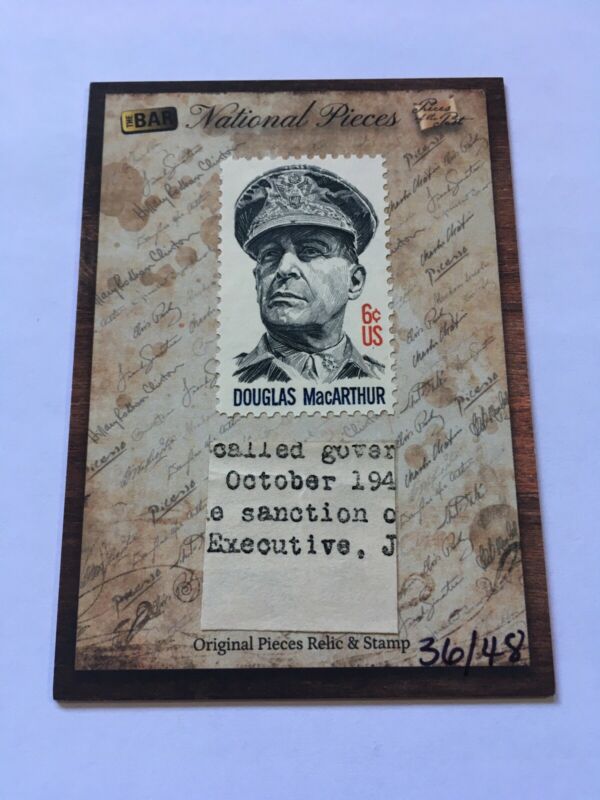 THE BAR National Pieces Pieces of the Past
6¢
US
DOUGLAS MacARTHUR
called gover
October 194
e sanction o
Executive, J
Original Pieces Relic & Stamp 36/48